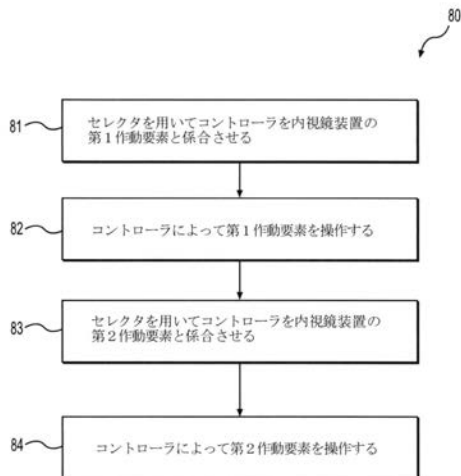 80
81
セレクタを用いてコントローラを内視鏡装置の
第1作動要素と係合させる
82
コントローラによって第1作動要素を操作する
83
セレクタを用いてコントローラを内視鏡装置の
第2作動要素と係合させる
84
コントローラによって第2作動要素を操作する